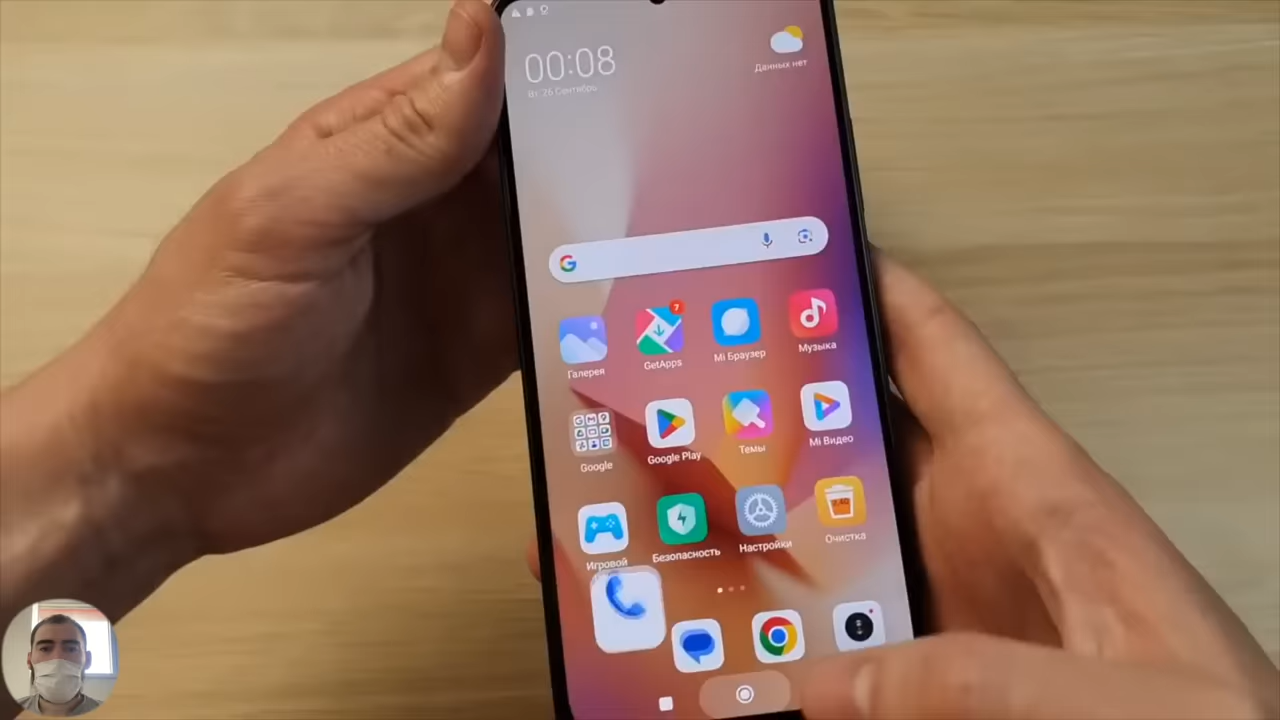 00:08
Вт, 26 Сентябрь
Данных нет
G
7
Галерея
GetApps
Mi Браузер
Музыка
Google
Google Play
Темы
Mi Видео
Игровой
Безопасность
Настройки
Очистка